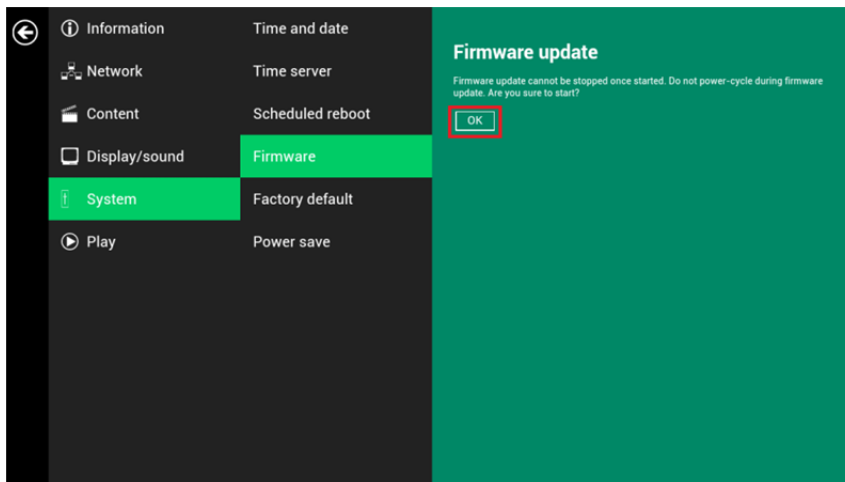 Information
Network
Content
Display/sound
System
Play
Time and date
Time server
Scheduled reboot
Firmware
Factory default
Power save
Firmware update
Firmware update cannot be stopped once started. Do not power-cycle during firmware
update. Are you sure to start?
OK